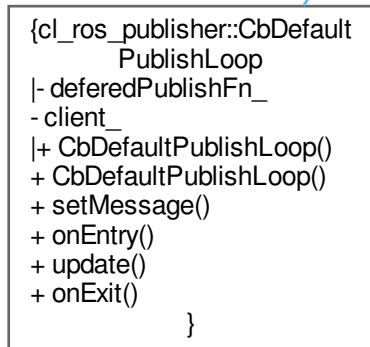 {cl_ros_publisher::CbDefault
PublishLoop
|- deferedPublishFn_
- client_
|+ CbDefaultPublishLoop()
+ CbDefaultPublishLoop()
+ setMessage()
+ onEntry()
+ update()
+ onExit()
}